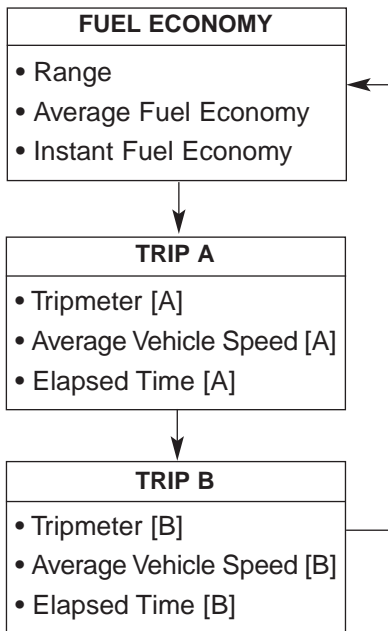 FUEL ECONOMY
• Range
• Average Fuel Economy
• Instant Fuel Economy
TRIP A
• Tripmeter [A]
• Average Vehicle Speed [A]
• Elapsed Time [A]
TRIP B
• Tripmeter [B]
• Average Vehicle Speed [B]
• Elapsed Time [B]